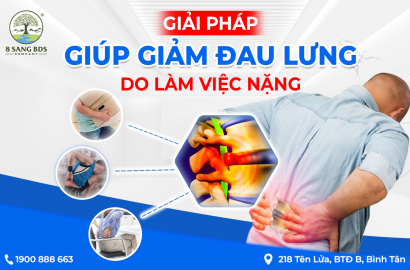 8 SANG BDS
GIẢI PHÁP
GIÚP GIẢM ĐAU LƯNG
DO LÀM VIỆC NẶNG
1900 888 663
218 Tên Lửa, BTĐ B, Bình Tân